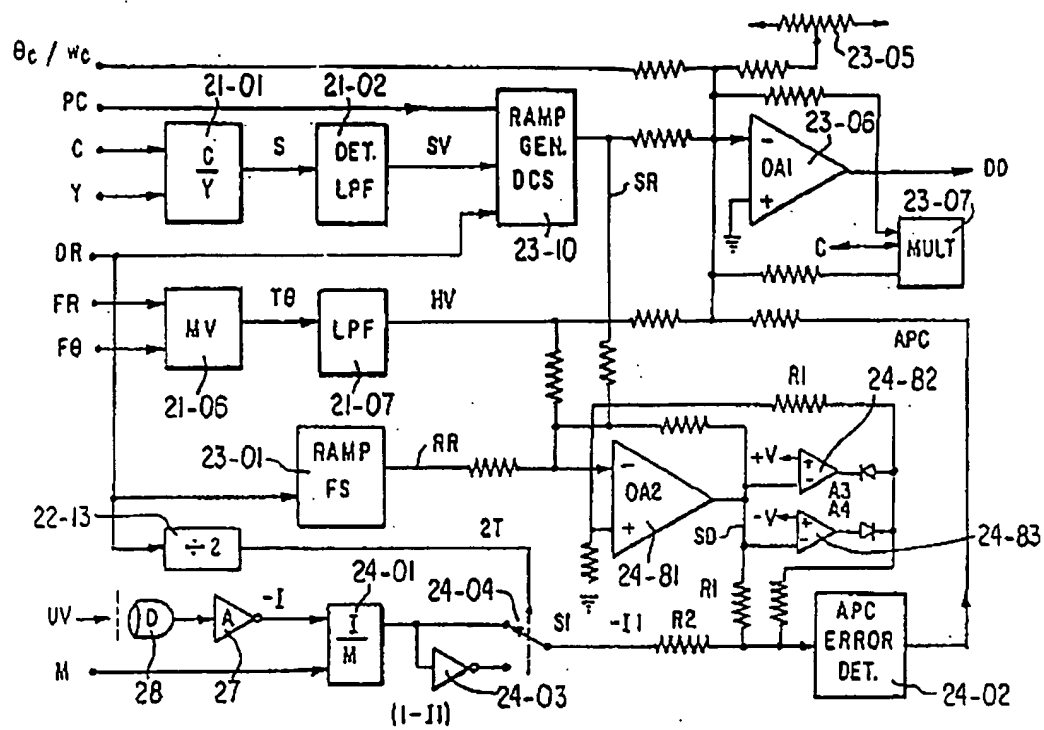 θc / wc
23-05
PC
21-01
21-02
RAMP
GEN.
DCS
23-06
C
C
Y
S
DET.
LPF
SV
OA1
-
+
DD
Y
SR
23-07
DR
23-10
C
MULT
FR
MV
Tθ
LPF
HV
Fθ
APC
21-06
21-07
R1
24-82
23-01
RAMP
FS
RR
-
OA2
+
+V
+
-
A3
A4
-V
+
-
22-13
÷ 2
2T
SD
24-83
24-81
24-01
24-04
UV
D
A
-I
I
M
S1
-I1
R2
R1
APC
ERROR
DET.
M
28
27
24-03
24-02
(1-I1)